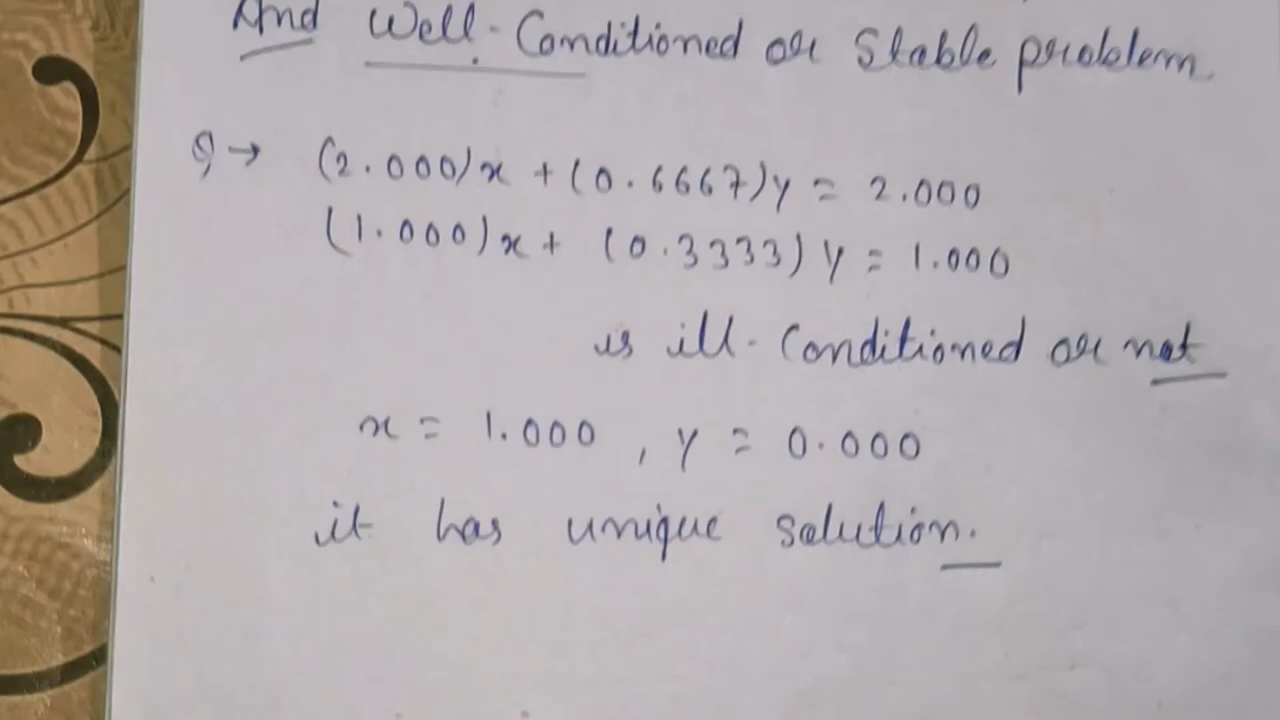 And Well-Conditioned or Stable problem.
Q → (2.000)x + (0.6667)y = 2.000
(1.000)x + (0.3333)y = 1.000
is ill-Conditioned or not
x = 1.000, y = 0.000
it has unique solution.